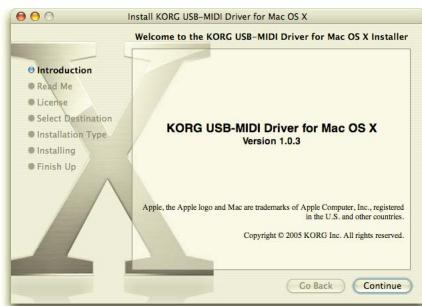 Install KORG USB-MIDI Driver for Mac OS X
Welcome to the KORG USB-MIDI Driver for Mac OS X Installer
Introduction
Read Me
License
Select Destination
Installation Type
Installing
Finish Up
KORG USB-MIDI Driver for Mac OS X
Version 1.0.3
Apple, the Apple logo and Mac are trademarks of Apple Computer, Inc., registered
in the U.S. and other countries.
Copyright © 2005 KORG Inc. All rights reserved.
Go Back
Continue